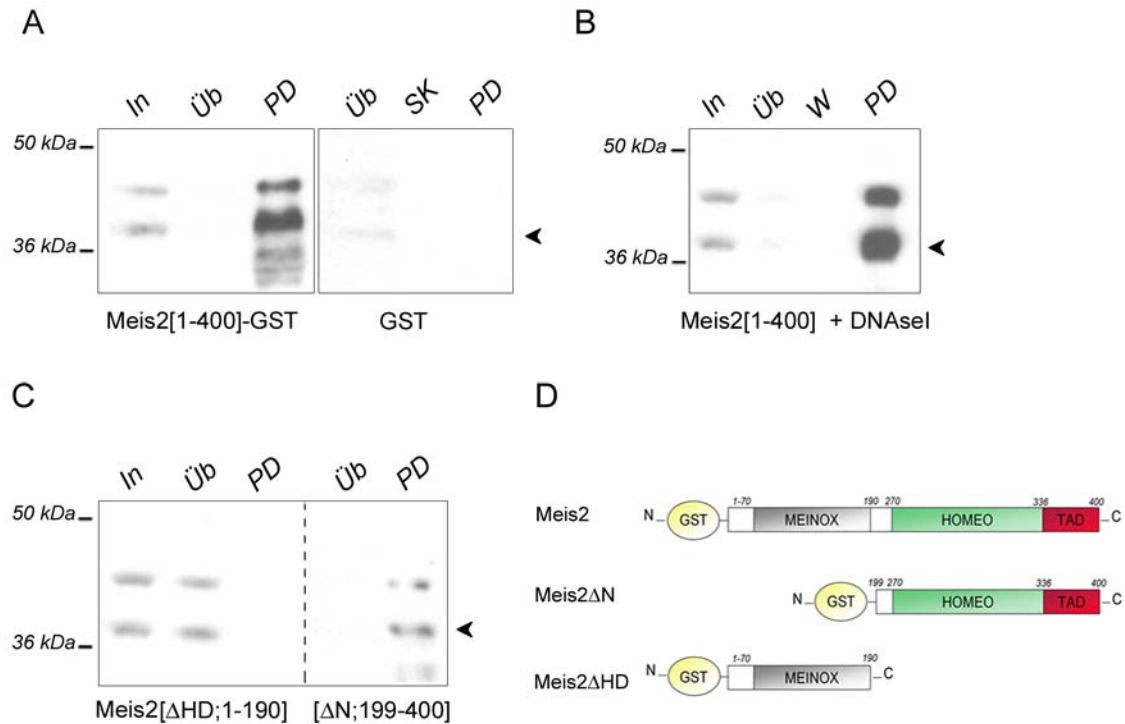 A
In Üb PD Üb SK PD
50 kDa
36 kDa
Meis2[1-400]-GST GST
B
In Üb W PD
50 kDa
36 kDa
Meis2[1-400] + DNAseI
C
In Üb PD Üb PD
50 kDa
36 kDa
Meis2[ΔHD;1-190] [ΔN;199-400]
D
1-70 190 270 336 400
Meis2 N GST MEINOX HOMEO TAD C
199 270 336 400
Meis2ΔN N GST HOMEO TAD C
1-70 190
Meis2ΔHD N GST MEINOX C